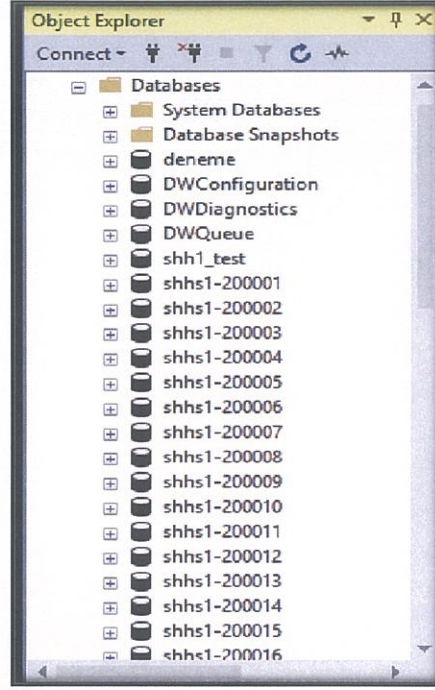 Object Explorer
Connect
Databases
System Databases
Database Snapshots
deneme
DWConfiguration
DWDiagnostics
DWQueue
shh1_test
shhs1-200001
shhs1-200002
shhs1-200003
shhs1-200004
shhs1-200005
shhs1-200006
shhs1-200007
shhs1-200008
shhs1-200009
shhs1-200010
shhs1-200011
shhs1-200012
shhs1-200013
shhs1-200014
shhs1-200015
shhs1-200016